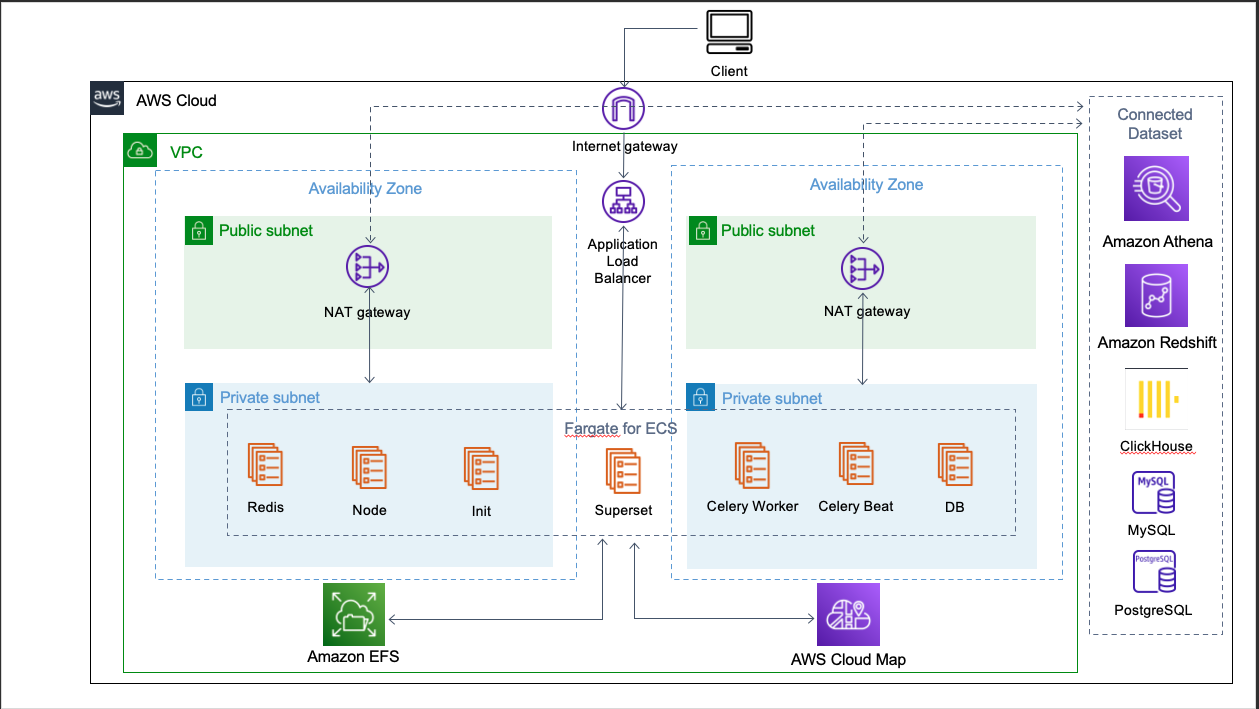 Client
aws
AWS Cloud
Internet gateway
VPC
Availability Zone
Availability Zone
Public subnet
Public subnet
Application
Load
Balancer
NAT gateway
NAT gateway
Private subnet
Private subnet
Fargate for ECS
Redis
Node
Init
Superset
Celery Worker
Celery Beat
DB
Amazon EFS
AWS Cloud Map
Connected
Dataset
Amazon Athena
Amazon Redshift
ClickHouse
MySQL
MySQL
PostgreSQL
PostgreSQL